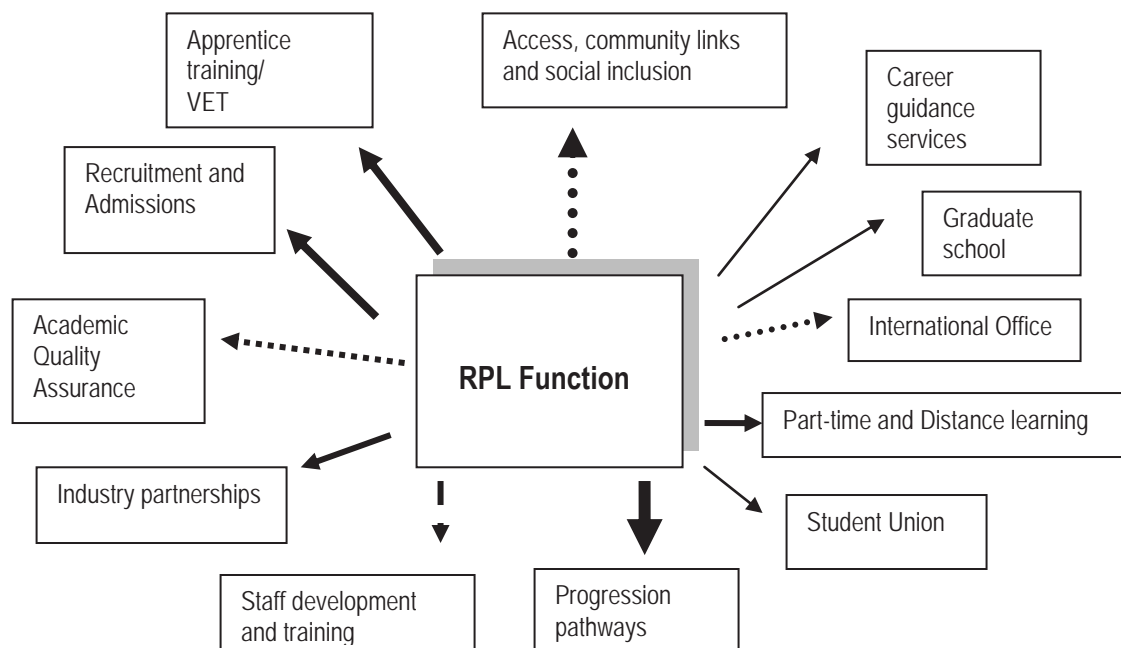 Apprentice
training/
VET
Access, community links
and social inclusion
Career
guidance
services
Recruitment and
Admissions
Graduate
school
Academic
Quality
Assurance
International Office
RPL Function
Part-time and Distance learning
Industry partnerships
Student Union
Staff development
and training
Progression
pathways